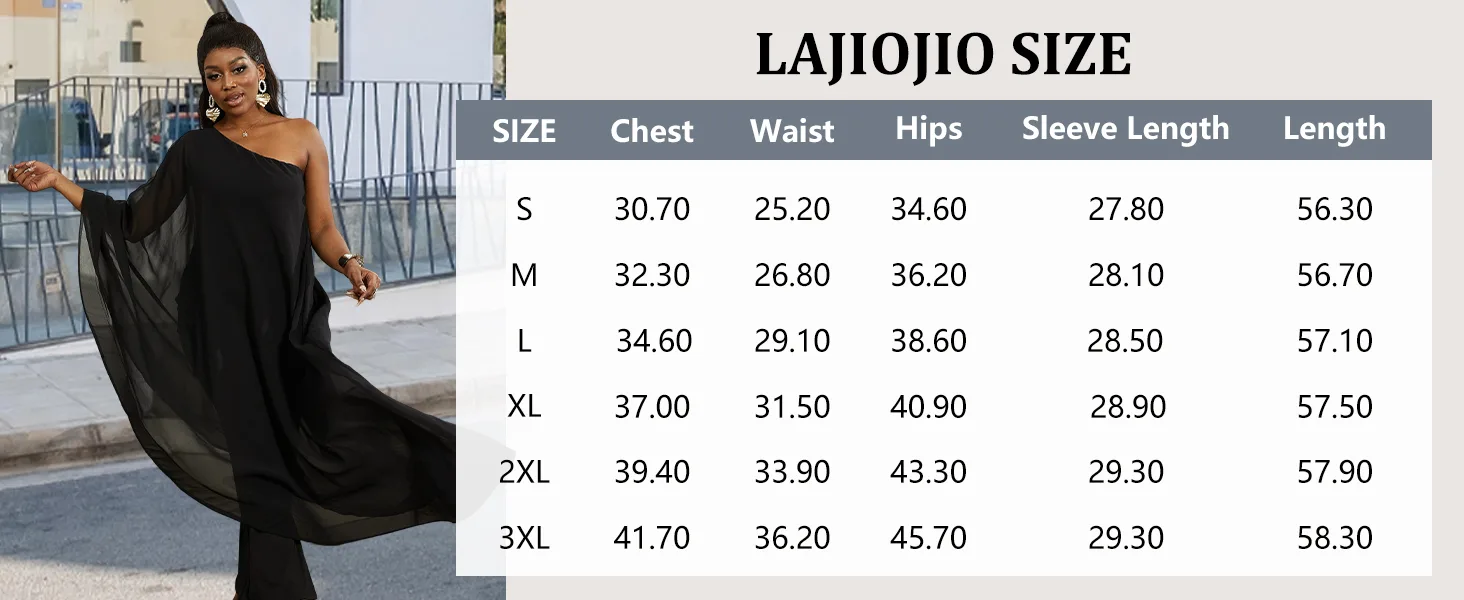 LAJIOJIO SIZE
SIZE Chest Waist Hips Sleeve Length Length
S 30.70 25.20 34.60 27.80 56.30
M 32.30 26.80 36.20 28.10 56.70
L 34.60 29.10 38.60 28.50 57.10
XL 37.00 31.50 40.90 28.90 57.50
2XL 39.40 33.90 43.30 29.30 57.90
3XL 41.70 36.20 45.70 29.30 58.30